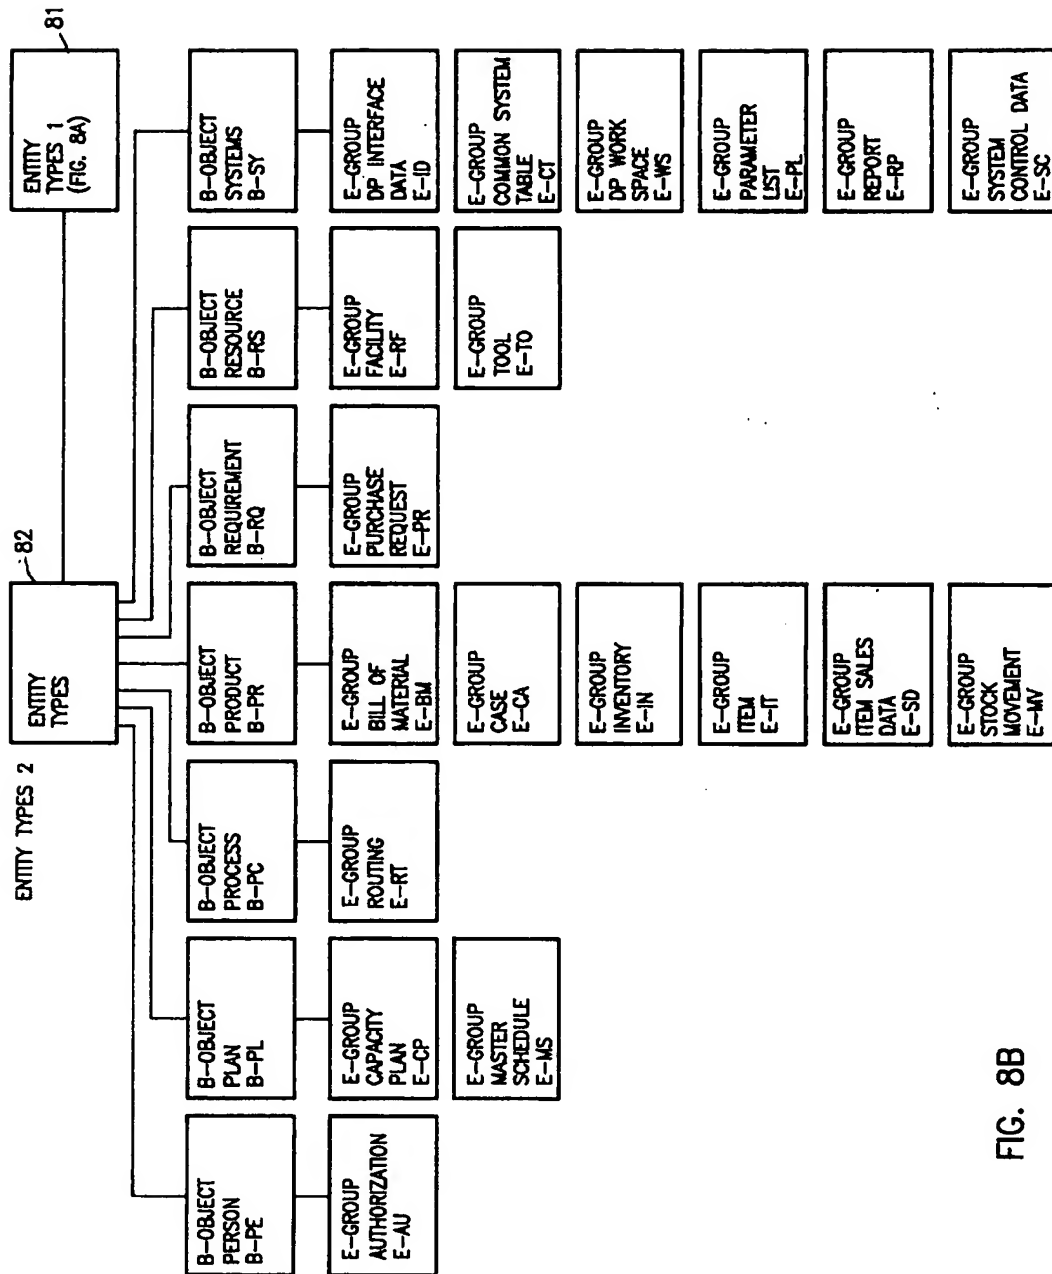 ENTITY TYPES 2
ENTITY
TYPES
82
ENTITY
TYPES 1
(FIG. 8A)
81
B-OBJECT
PERSON
B-PE
B-OBJECT
PLAN
B-PL
B-OBJECT
PROCESS
B-PC
B-OBJECT
PRODUCT
B-PR
B-OBJECT
REQUIREMENT
B-RQ
B-OBJECT
RESOURCE
B-RS
B-OBJECT
SYSTEMS
B-SY
E-GROUP
AUTHORIZATION
E-AU
E-GROUP
CAPACITY
PLAN
E-CP
E-GROUP
ROUTING
E-RT
E-GROUP
BILL OF
MATERIAL
E-BM
E-GROUP
PURCHASE
REQUEST
E-PR
E-GROUP
FACILITY
E-RF
E-GROUP
DP INTERFACE
DATA
E-ID
E-GROUP
MASTER
SCHEDULE
E-MS
E-GROUP
CASE
E-CA
E-GROUP
TOOL
E-TO
E-GROUP
COMMON SYSTEM
TABLE
E-CT
E-GROUP
INVENTORY
E-IN
E-GROUP
DP WORK
SPACE
E-WS
E-GROUP
ITEM
E-IT
E-GROUP
PARAMETER
LIST
E-PL
E-GROUP
ITEM SALES
DATA
E-SD
E-GROUP
REPORT
E-RP
E-GROUP
STOCK
MOVEMENT
E-MV
E-GROUP
SYSTEM
CONTROL DATA
E-SC
FIG. 8B